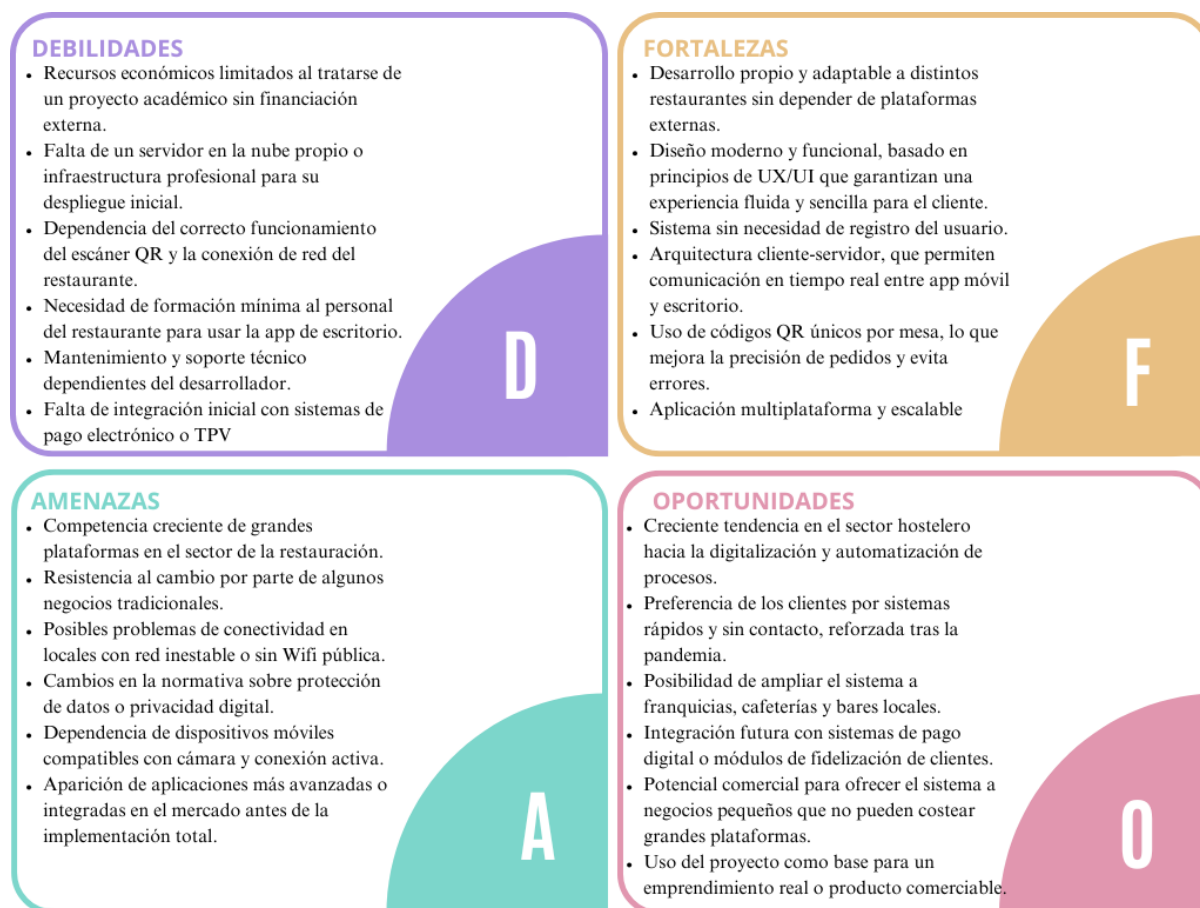 DEBILIDADES
• Recursos económicos limitados al tratarse de
un proyecto académico sin financiación
externa.
• Falta de un servidor en la nube propio o
infraestructura profesional para su
despliegue inicial.
• Dependencia del correcto funcionamiento
del escáner QR y la conexión de red del
restaurante.
• Necesidad de formación mínima al personal
del restaurante para usar la app de escritorio.
• Mantenimiento y soporte técnico
dependientes del desarrollador.
• Falta de integración inicial con sistemas de
pago electrónico o TPV
D
FORTALEZAS
• Desarrollo propio y adaptable a distintos
restaurantes sin depender de plataformas
externas.
• Diseño moderno y funcional, basado en
principios de UX/UI que garantizan una
experiencia fluida y sencilla para el cliente.
• Sistema sin necesidad de registro del usuario.
• Arquitectura cliente-servidor, que permiten
comunicación en tiempo real entre app móvil
y escritorio.
• Uso de códigos QR únicos por mesa, lo que
mejora la precisión de pedidos y evita
errores.
• Aplicación multiplataforma y escalable
F
AMENAZAS
• Competencia creciente de grandes
plataformas en el sector de la restauración.
• Resistencia al cambio por parte de algunos
negocios tradicionales.
• Posibles problemas de conectividad en
locales con red inestable o sin Wifi pública.
• Cambios en la normativa sobre protección
de datos o privacidad digital.
• Dependencia de dispositivos móviles
compatibles con cámara y conexión activa.
• Aparición de aplicaciones más avanzadas o
integradas en el mercado antes de la
implementación total.
A
OPORTUNIDADES
• Creciente tendencia en el sector hostelero
hacia la digitalización y automatización de
procesos.
• Preferencia de los clientes por sistemas
rápidos y sin contacto, reforzada tras la
pandemia.
• Posibilidad de ampliar el sistema a
franquicias, cafeterías y bares locales.
• Integración futura con sistemas de pago
digital o módulos de fidelización de clientes.
• Potencial comercial para ofrecer el sistema a
negocios pequeños que no pueden costear
grandes plataformas.
• Uso del proyecto como base para un
emprendimiento real o producto comerciable.
O